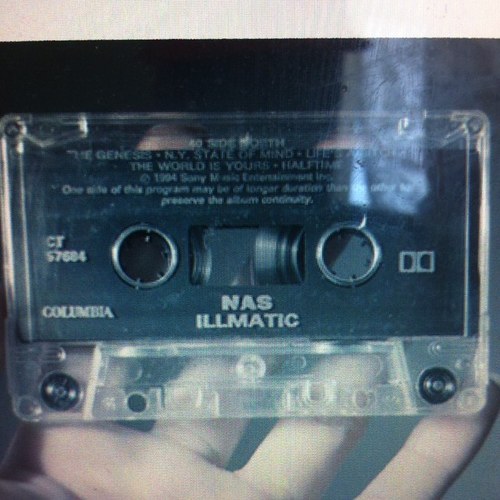 40 SIDE NORTH
THE GENESIS • N.Y. STATE OF MIND • LIFE'S A
THE WORLD IS YOURS • HALFTIME
© 1994 Sony Music Entertainment Inc.
One side of this program may be of longer duration than the other to
preserve the album continuity.
CT
57684
COLUMBIA
NAS
ILLMATIC